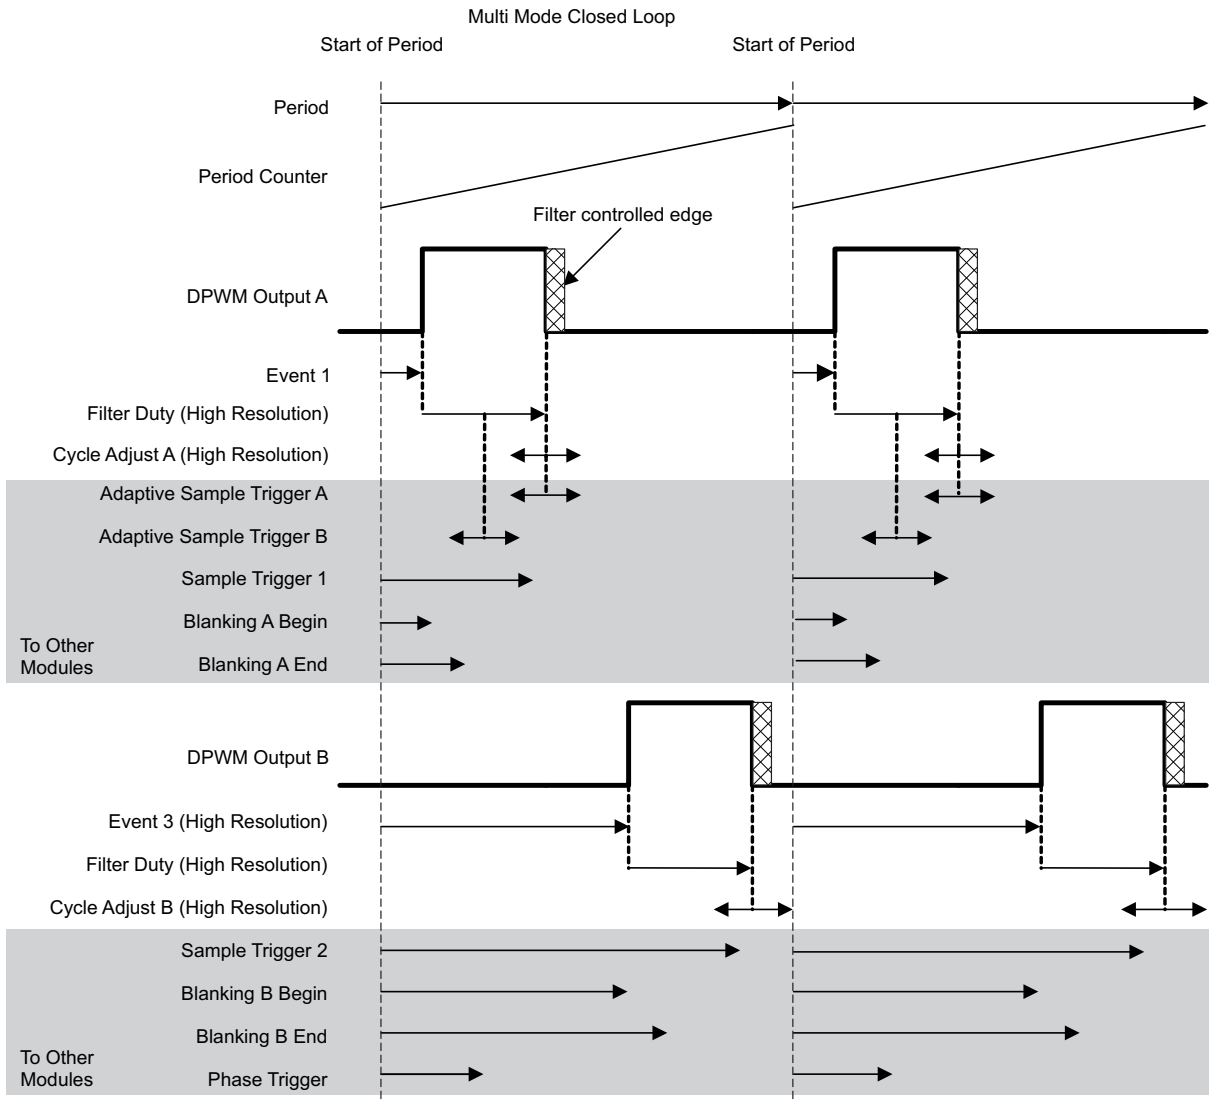 Multi Mode Closed Loop
Start of Period
Start of Period
Period
Period Counter
Filter controlled edge
DPWM Output A
Event 1
Filter Duty (High Resolution)
Cycle Adjust A (High Resolution)
Adaptive Sample Trigger A
Adaptive Sample Trigger B
Sample Trigger 1
Blanking A Begin
To Other
Modules
Blanking A End
DPWM Output B
Event 3 (High Resolution)
Filter Duty (High Resolution)
Cycle Adjust B (High Resolution)
Sample Trigger 2
Blanking B Begin
Blanking B End
To Other
Modules
Phase Trigger